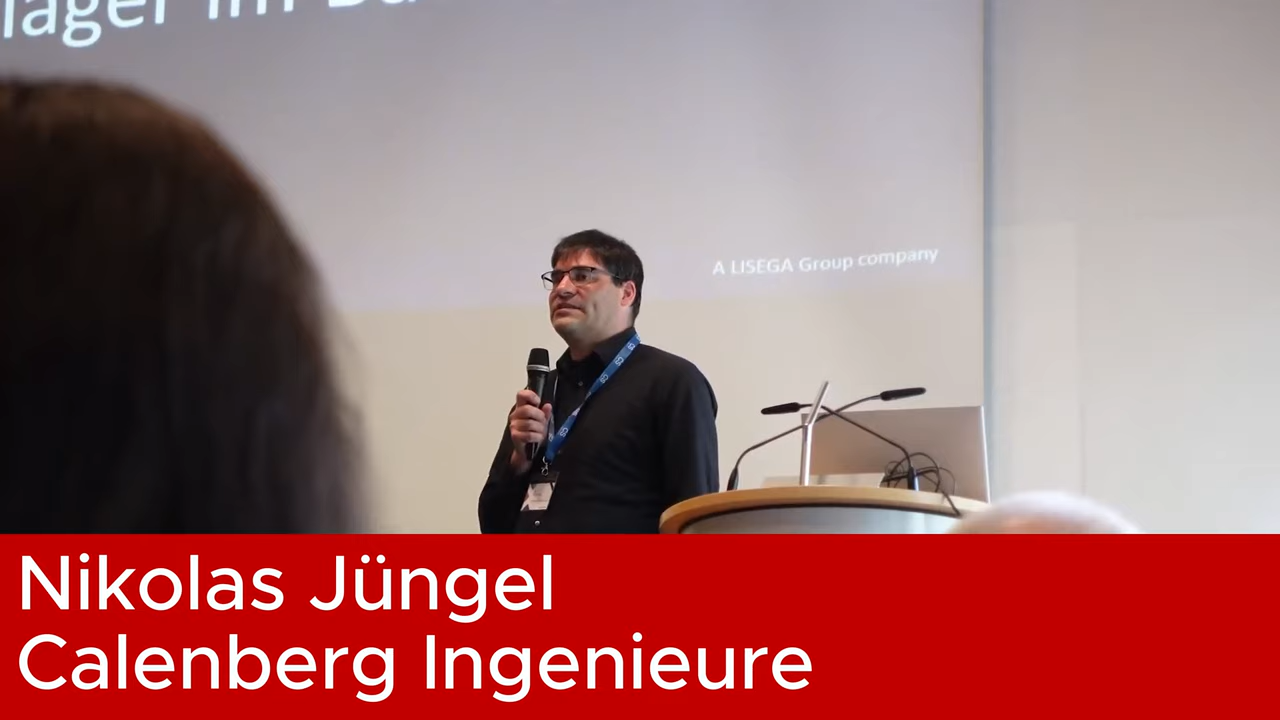 lager im
A LISEGA Group company
Nikolas Jüngel
Calenberg Ingenieure